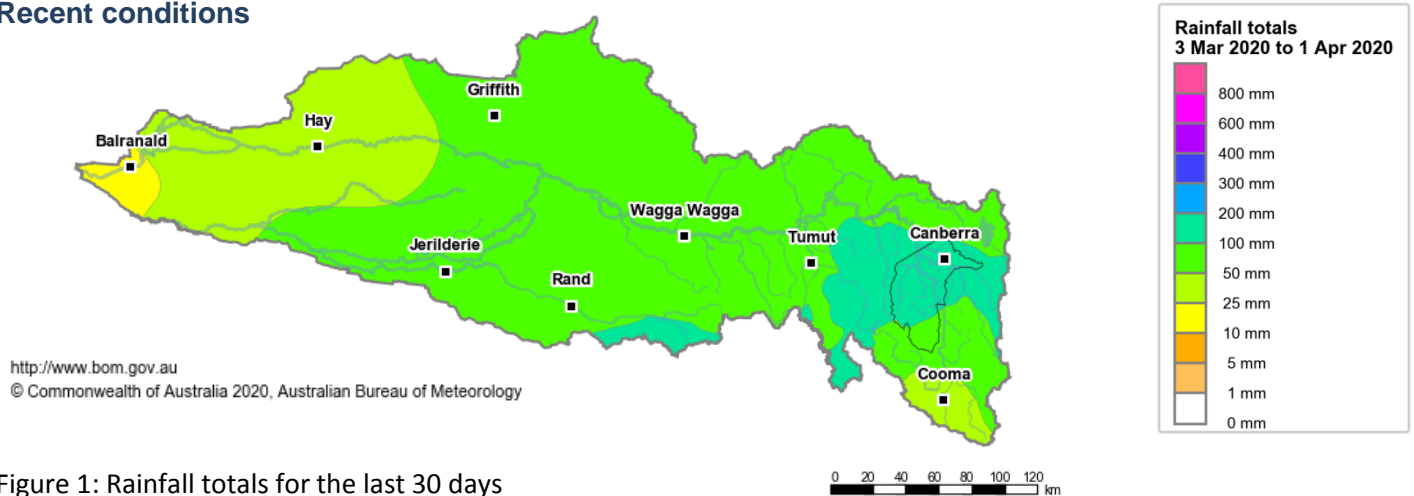 Recent conditions
Rainfall totals
3 Mar 2020 to 1 Apr 2020
800 mm
600 mm
400 mm
300 mm
200 mm
100 mm
50 mm
25 mm
10 mm
5 mm
1 mm
0 mm
Griffith
Hay
Balranald
Wagga Wagga
Tumut
Canberra
Jerilderie
Rand
Cooma
http://www.bom.gov.au
© Commonwealth of Australia 2020, Australian Bureau of Meteorology
0 20 40 60 80 100 120
km
Figure 1: Rainfall totals for the last 30 days